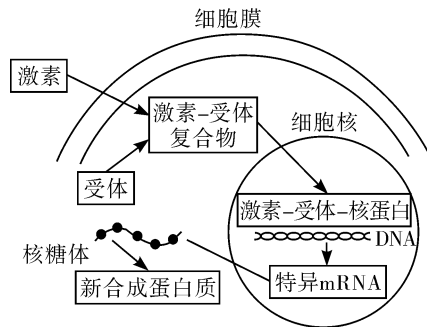 细胞膜
激素
激素-受体
复合物
细胞核
受体
激素-受体-核蛋白
DNA
核糖体
特异mRNA
新合成蛋白质